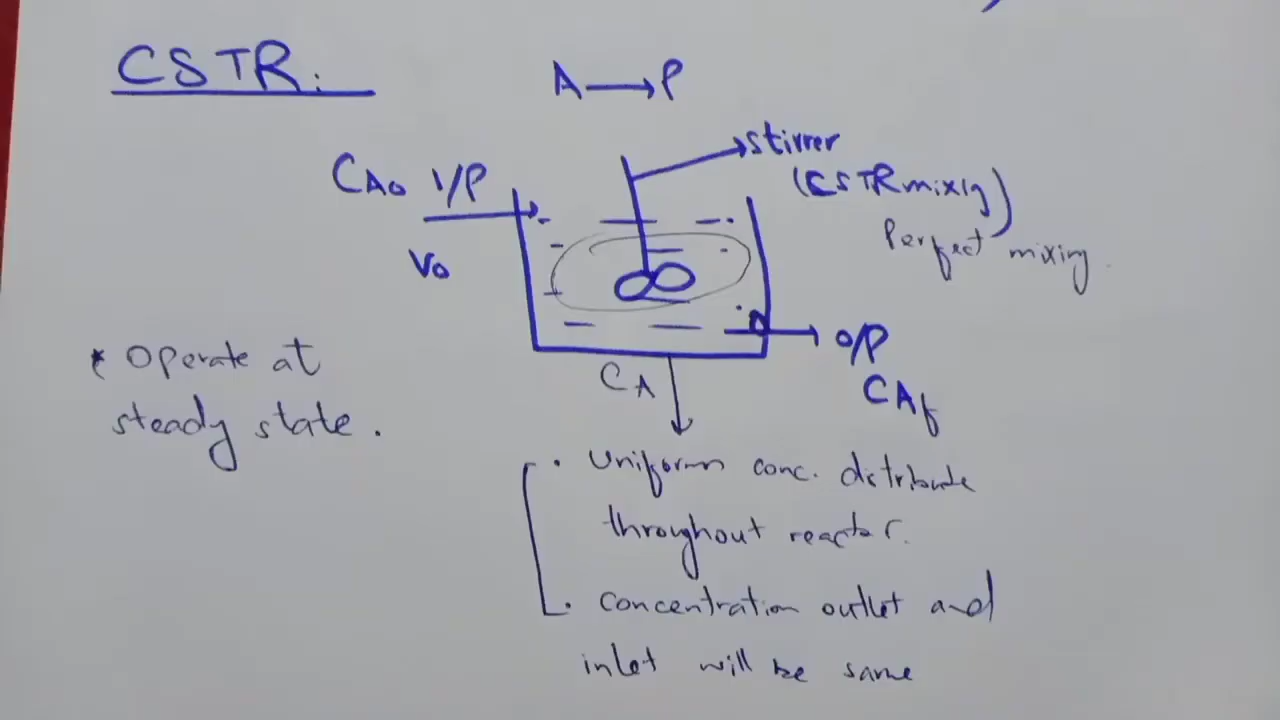 CSTR:
A → P
stirrer
(CSTR mixig)
Perfect mixing.
CA0 I/P
V0
O/P
CAf
CA
* Operate at
steady state.
• Uniform conc. distribute
throughout reactor.
• concentration outlet and
inlet will be same